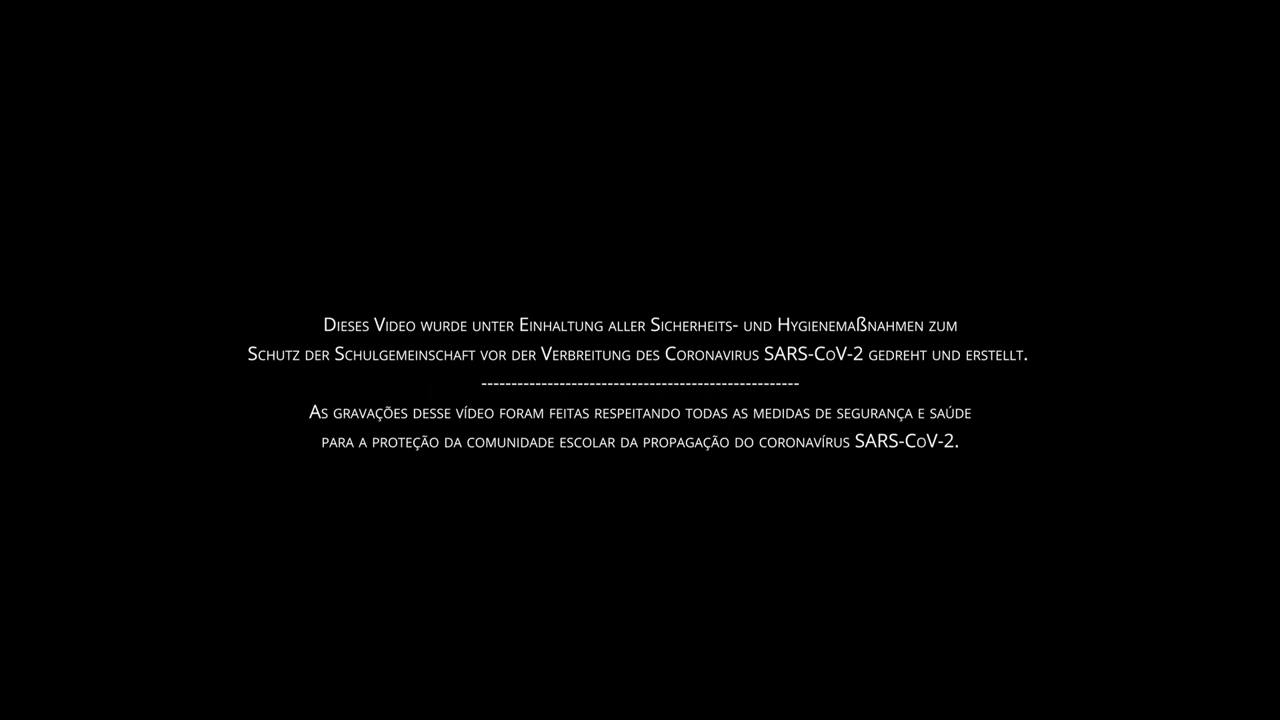 Dieses Video wurde unter Einhaltung aller Sicherheits- und Hygienemaßnahmen zum
Schutz der Schulgemeinschaft vor der Verbreitung des Coronavirus SARS-CoV-2 gedreht und erstellt.
-----------------------------------------------------
As gravações desse vídeo foram feitas respeitando todas as medidas de segurança e saúde
para a proteção da comunidade escolar da propagação do coronavírus SARS-CoV-2.